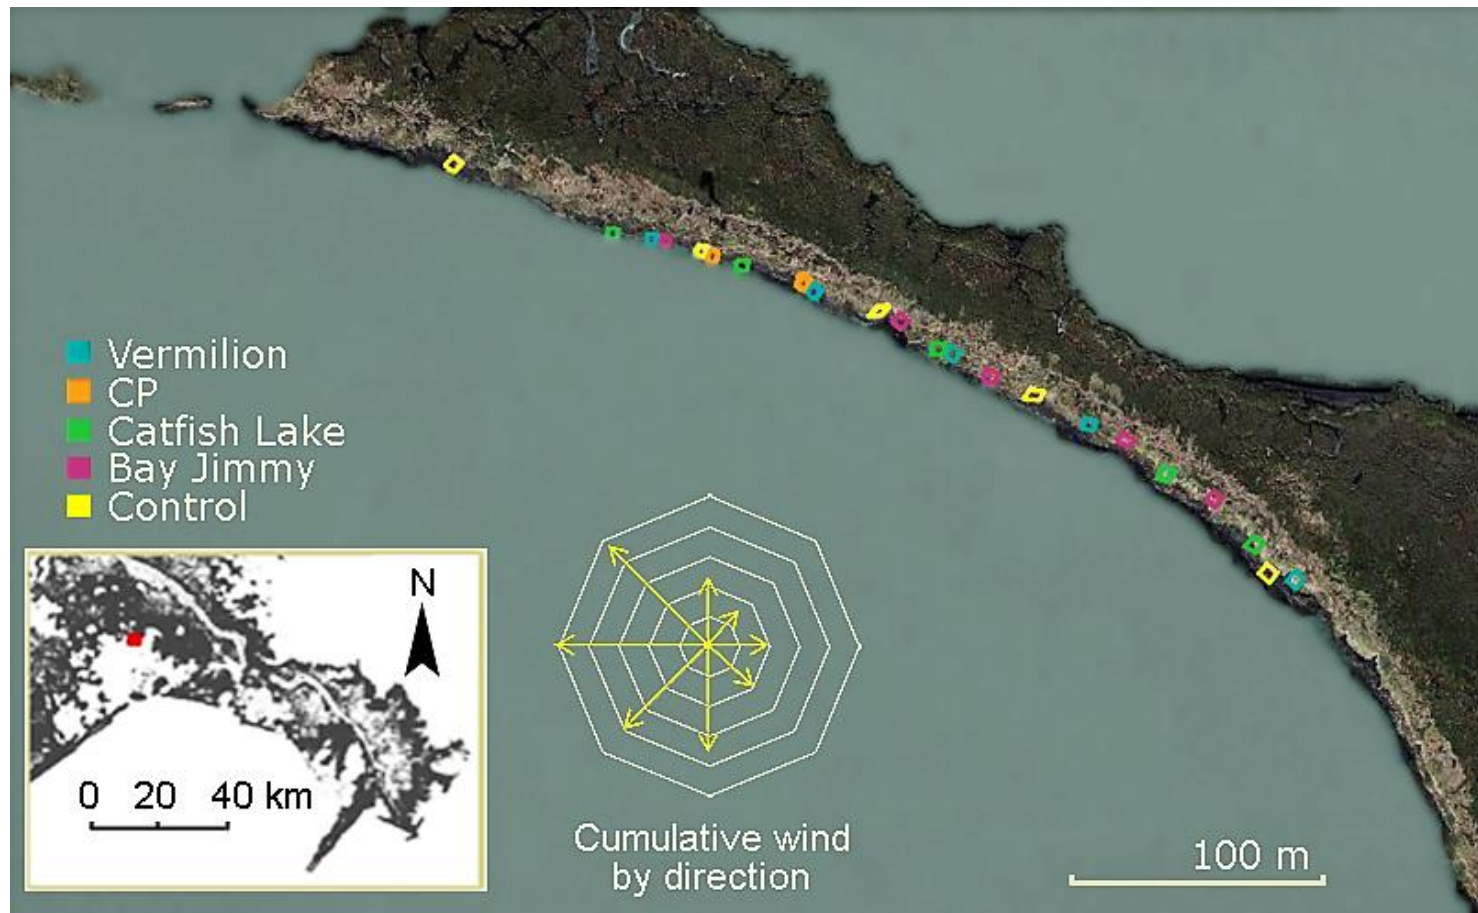 Vermilion
CP
Catfish Lake
Bay Jimmy
Control
N
0 20 40 km
Cumulative wind
by direction
100 m